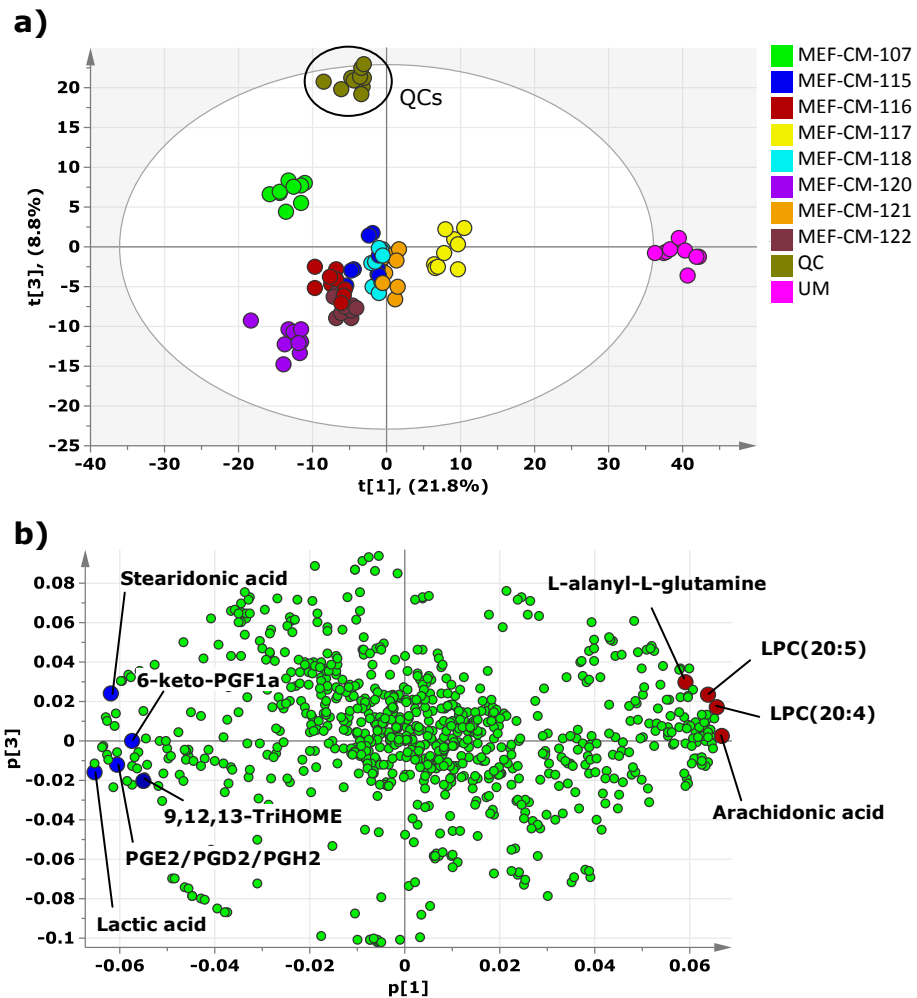 a)
25
20
15
10
5
0
-5
-10
-15
-20
-25
t[3], (8.8%)
QCs
-40
-30
-20
-10
0
10
20
30
40
t[1], (21.8%)
MEF-CM-107
MEF-CM-115
MEF-CM-116
MEF-CM-117
MEF-CM-118
MEF-CM-120
MEF-CM-121
MEF-CM-122
QC
UM
b)
0.08
0.06
0.04
0.02
0
-0.02
-0.04
-0.06
-0.08
-0.1
p[3]
Stearidonic acid
6-keto-PGF1a
9,12,13-TriHOME
PGE2/PGD2/PGH2
Lactic acid
L-alanyl-L-glutamine
LPC(20:5)
LPC(20:4)
Arachidonic acid
-0.06
-0.04
-0.02
0
0.02
0.04
0.06
p[1]